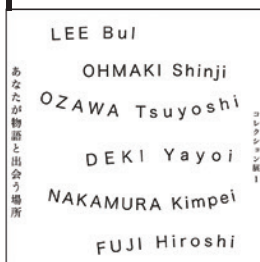 LEE Bul
OHMAKI Shinji
OZAWA Tsuyoshi
DEKI Yayoi
NAKAMURA Kimpei
FUJI Hiroshi
あなたが物語と出会う場所
コレクション展1